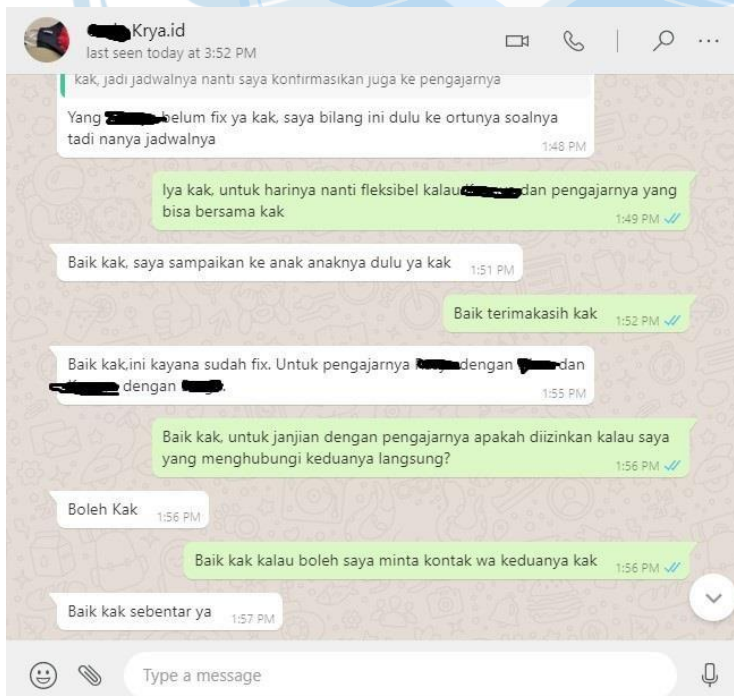 Krya.id
last seen today at 3:52 PM
kak, jadi jadwalnya nanti saya konfirmasikan juga ke pengajarnya
Yang belum fix ya kak, saya bilang ini dulu ke ortunya soalnya
tadi nanya jadwalnya
1:48 PM
Iya kak, untuk harinya nanti fleksibel kalau dan pengajarnya yang
bisa bersama kak
1:49 PM
Baik kak, saya sampaikan ke anak anaknya dulu ya kak 1:51 PM
Baik terimakasih kak 1:52 PM
Baik kak,ini kayana sudah fix. Untuk pengajarnya dengan dan
dengan .
1:55 PM
Baik kak, untuk janjian dengan pengajarnya apakah diizinkan kalau saya
yang menghubungi keduanya langsung?
1:56 PM
Boleh Kak 1:56 PM
Baik kak kalau boleh saya minta kontak wa keduanya kak 1:56 PM
Baik kak sebentar ya 1:57 PM
Type a message